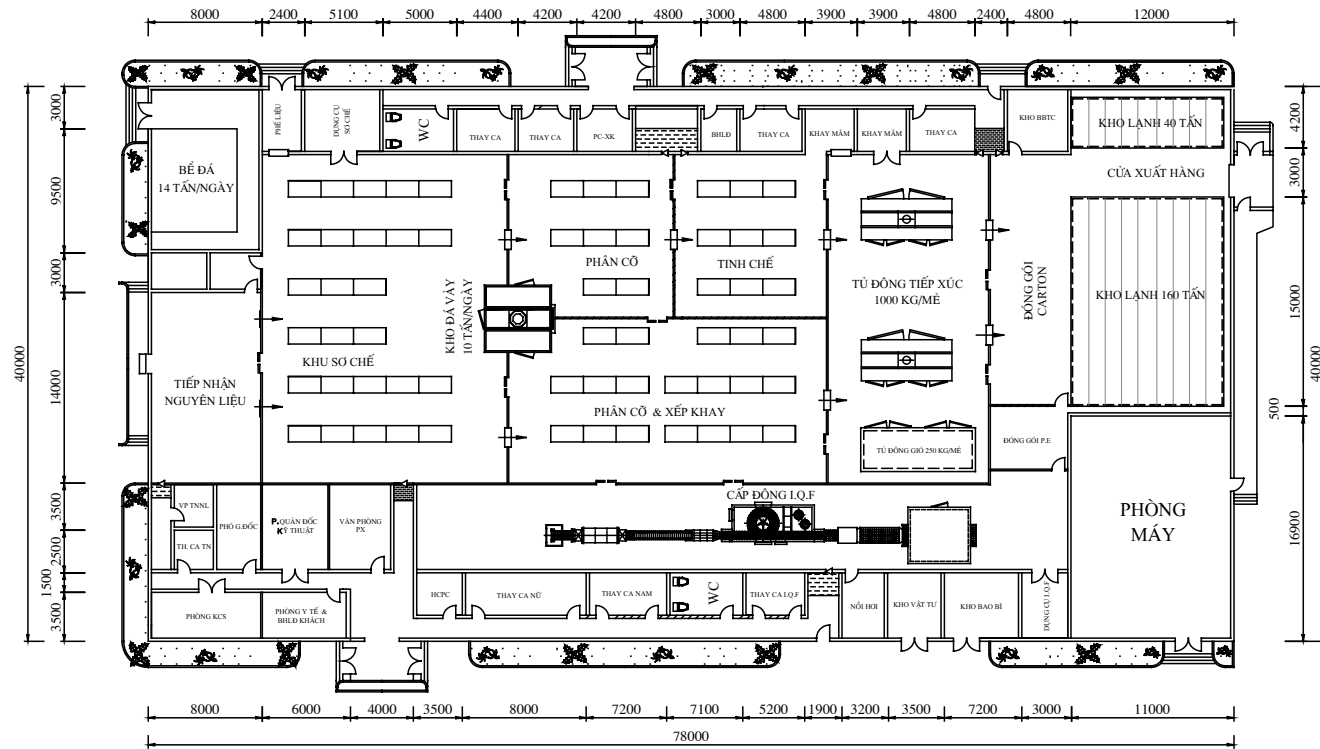 8000 2400 5100 5000 4400 4200 4200 4800 3000 4800 3900 3900 4800 2400 4800 12000
3000
9500
3000
14000
3500
2500
1500
3500
40000
4200
3000
15000
500
16900
40000
PHẾ LIỆU
DỤNG CỤ
SƠ CHẾ
WC
THAY CA
THAY CA
PC-XK
BHLĐ
THAY CA
KHAY MÂM
KHAY MÂM
THAY CA
KHO BBTC
KHO LẠNH 40 TẤN
BỂ ĐÁ
14 TẤN/NGÀY
CỬA XUẤT HÀNG
PHÂN CỠ
TINH CHẾ
TỦ ĐÔNG TIẾP XÚC
1000 KG/MẺ
ĐÓNG GÓI
CARTON
KHO LẠNH 160 TẤN
KHO ĐÁ VẢY
10 TẤN/NGÀY
KHU SƠ CHẾ
TIẾP NHẬN
NGUYÊN LIỆU
PHÂN CỠ & XẾP KHAY
TỦ ĐÔNG GIÓ 250 KG/MẺ
ĐÓNG GÓI P.E
CẤP ĐÔNG I.Q.F
PHÒNG
MÁY
VP TNNL
TH. CA TN
PHÓ G.ĐỐC
P.QUẢN ĐỐC
KỸ THUẬT
VĂN PHÒNG
PX
PHÒNG KCS
PHÒNG Y TẾ &
BHLĐ KHÁCH
HCPC
THAY CA NỮ
THAY CA NAM
WC
THAY CA I.Q.F
NỒI HƠI
KHO VẬT TƯ
KHO BAO BÌ
DỤNG CỤ I.Q.F
8000 6000 4000 3500 8000 7200 7100 5200 1900 3200 3500 7200 3000 11000
78000